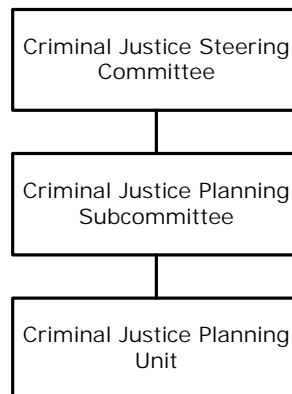 Criminal Justice Steering
Committee
Criminal Justice Planning
Subcommittee
Criminal Justice Planning
Unit